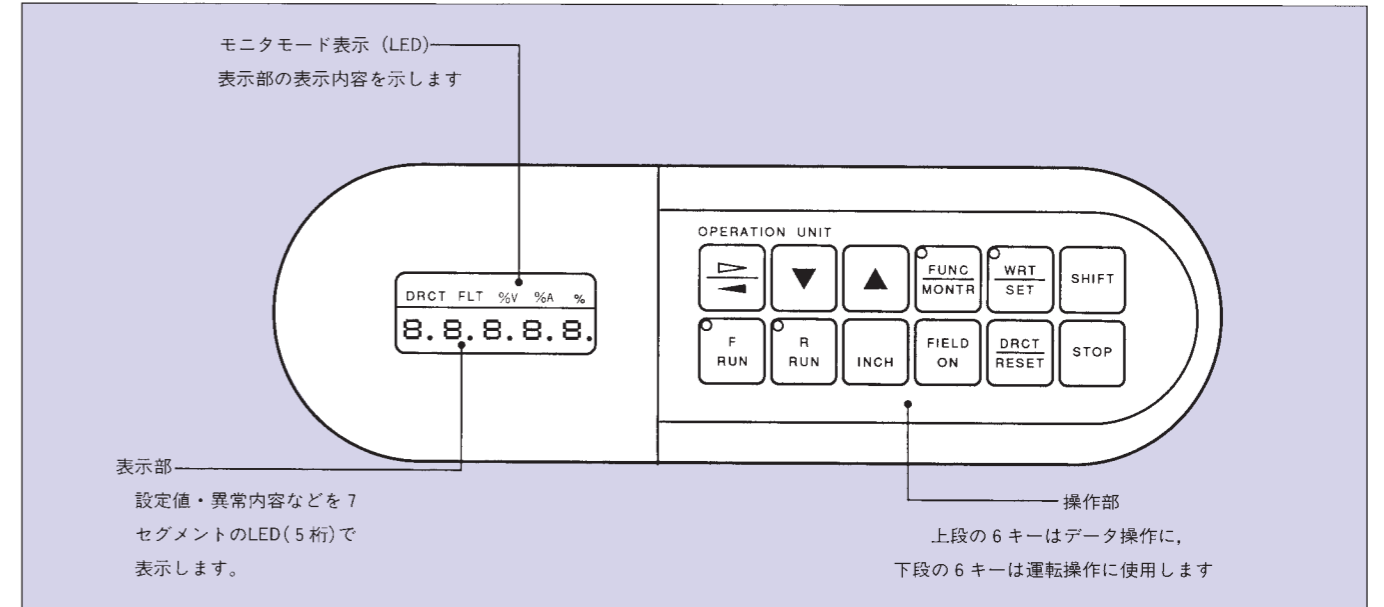 モニタモード表示 (LED)
表示部の表示内容を示します
OPERATION UNIT
FUNC
MONTR
WRT
SET
SHIFT
DRCT FLT %V %A %
8.8.8.8.8.
F
RUN
R
RUN
INCH
FIELD
ON
DRCT
RESET
STOP
表示部
設定値・異常内容などを7
セグメントのLED(5桁)で
表示します。
操作部
上段の6キーはデータ操作に,
下段の6キーは運転操作に使用します